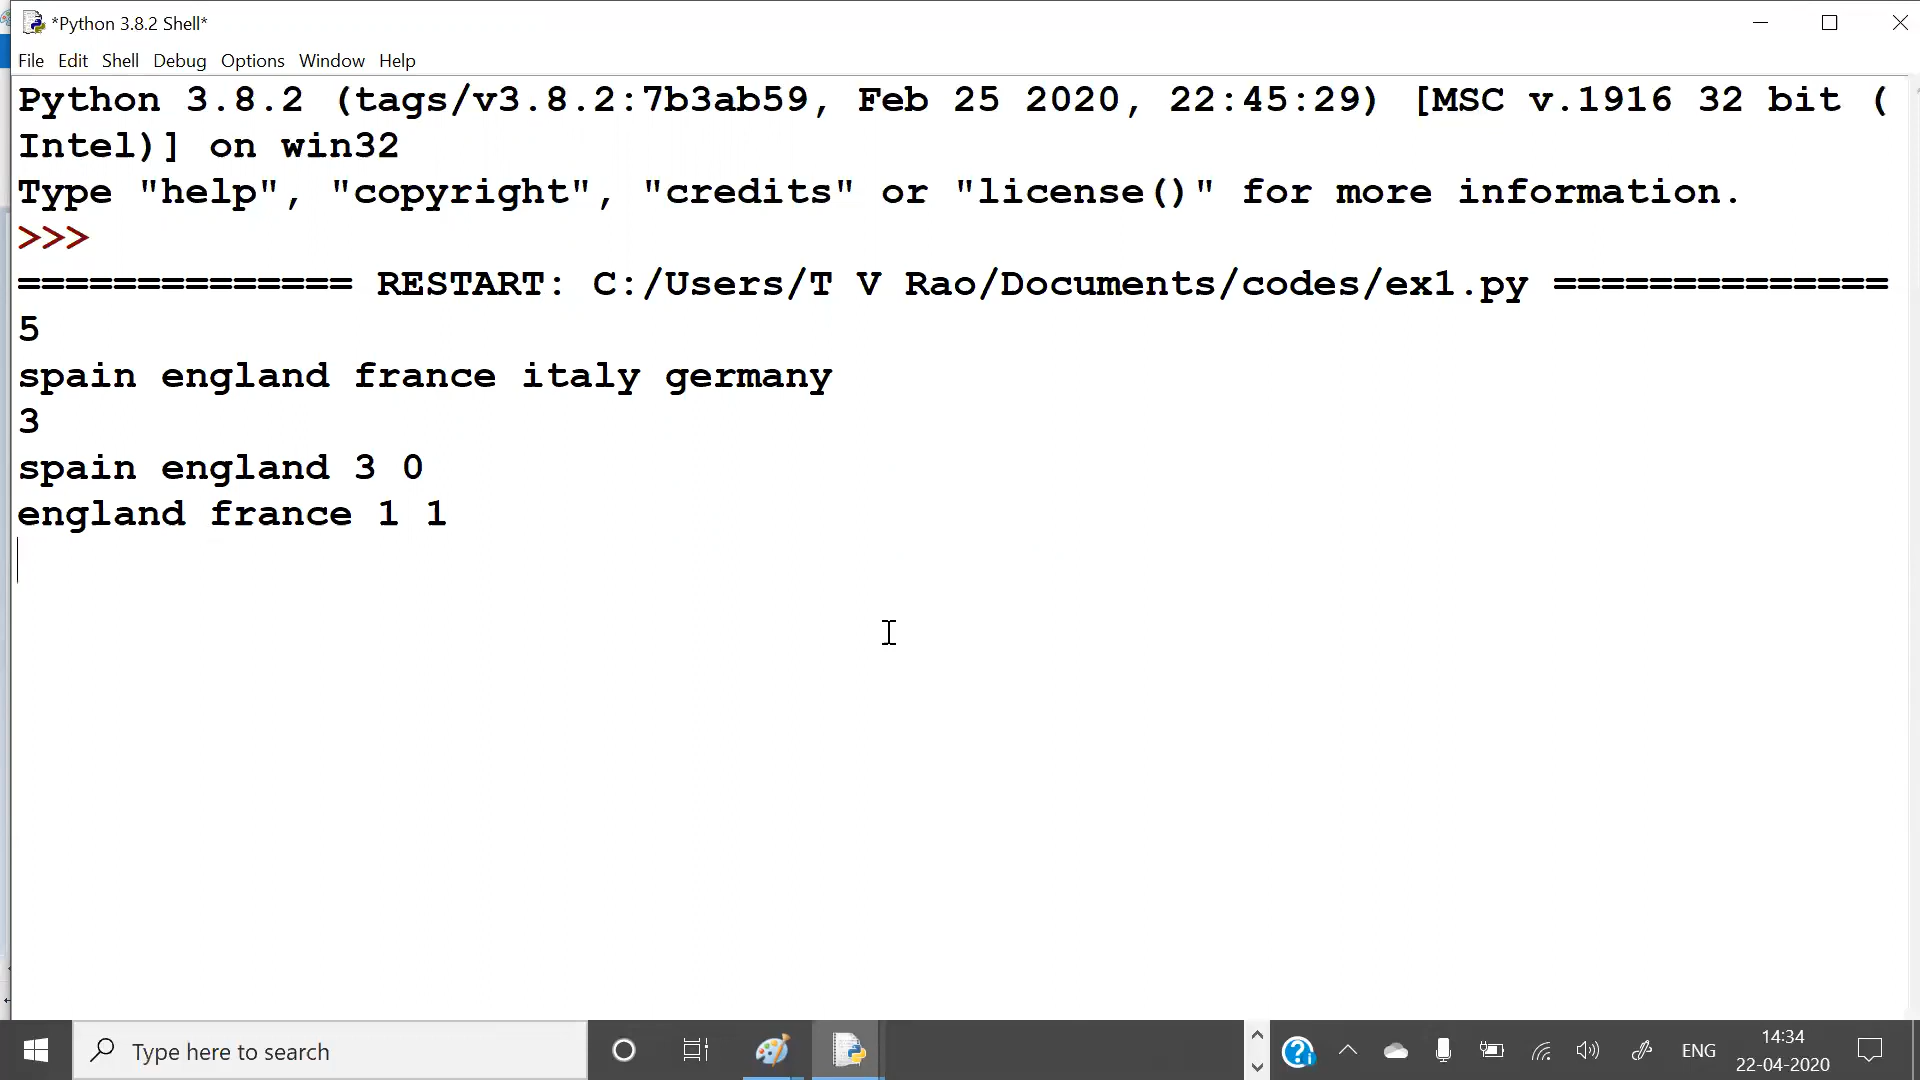 *Python 3.8.2 Shell*
File Edit Shell Debug Options Window Help
Python 3.8.2 (tags/v3.8.2:7b3ab59, Feb 25 2020, 22:45:29) [MSC v.1916 32 bit (
Intel)] on win32
Type "help", "copyright", "credits" or "license()" for more information.
>>>
============== RESTART: C:/Users/T V Rao/Documents/codes/ex1.py ==============
5
spain england france italy germany
3
spain england 3 0
england france 1 1
Type here to search
ENG
14:34
22-04-2020